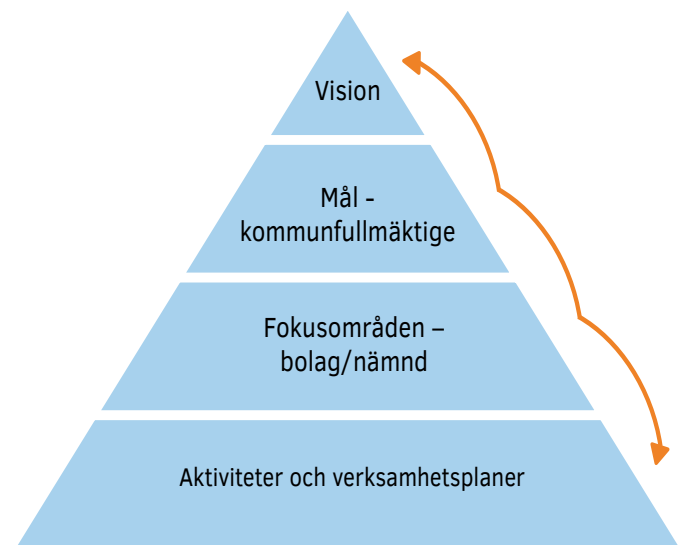 Vision
Mål -
kommunfullmäktige
Fokusområden –
bolag/nämnd
Aktiviteter och verksamhetsplaner